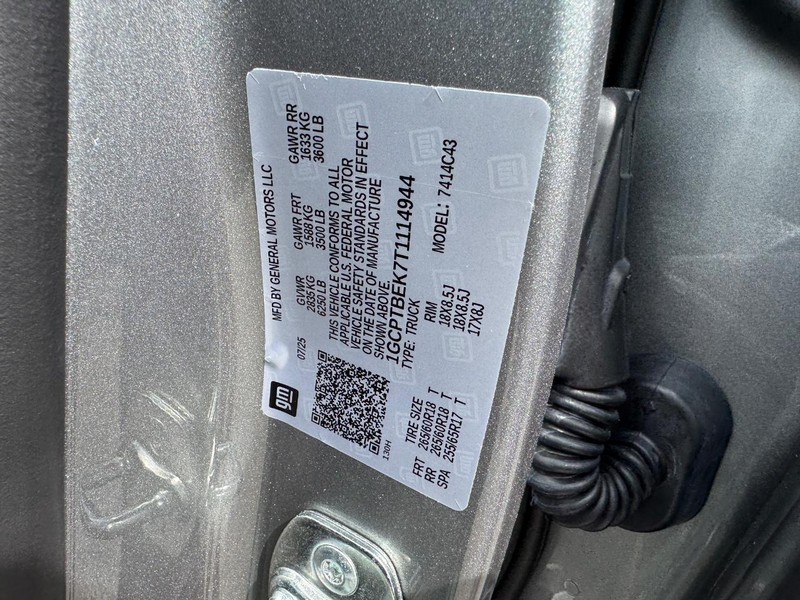 gm
MFD BY GENERAL MOTORS LLC
07/25
GVWR GAWR FRT GAWR RR
2835 KG 1588 KG 1633 KG
6250 LB 3500 LB 3600 LB
THIS VEHICLE CONFORMS TO ALL
APPLICABLE U.S. FEDERAL MOTOR
VEHICLE SAFETY STANDARDS IN EFFECT
ON THE DATE OF MANUFACTURE
SHOWN ABOVE.
1GCPTBEK7T1114944
TYPE: TRUCK MODEL: 7414C43
130H
TIRE SIZE RIM
FRT 265/60R18 T 18X8.5J
RR 265/60R18 T 18X8.5J
SPA 255/65R17 T 17X8J